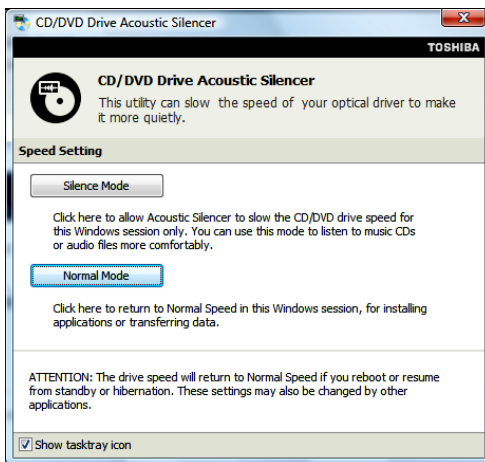 CD/DVD Drive Acoustic Silencer
TOSHIBA
CD/DVD Drive Acoustic Silencer
This utility can slow the speed of your optical driver to make
it more quietly.
Speed Setting
Silence Mode
Click here to allow Acoustic Silencer to slow the CD/DVD drive speed for
this Windows session only. You can use this mode to listen to music CDs
or audio files more comfortably.
Normal Mode
Click here to return to Normal Speed in this Windows session, for installing
applications or transferring data.
ATTENTION: The drive speed will return to Normal Speed if you reboot or resume
from standby or hibernation. These settings may also be changed by other
applications.
Show tasktray icon